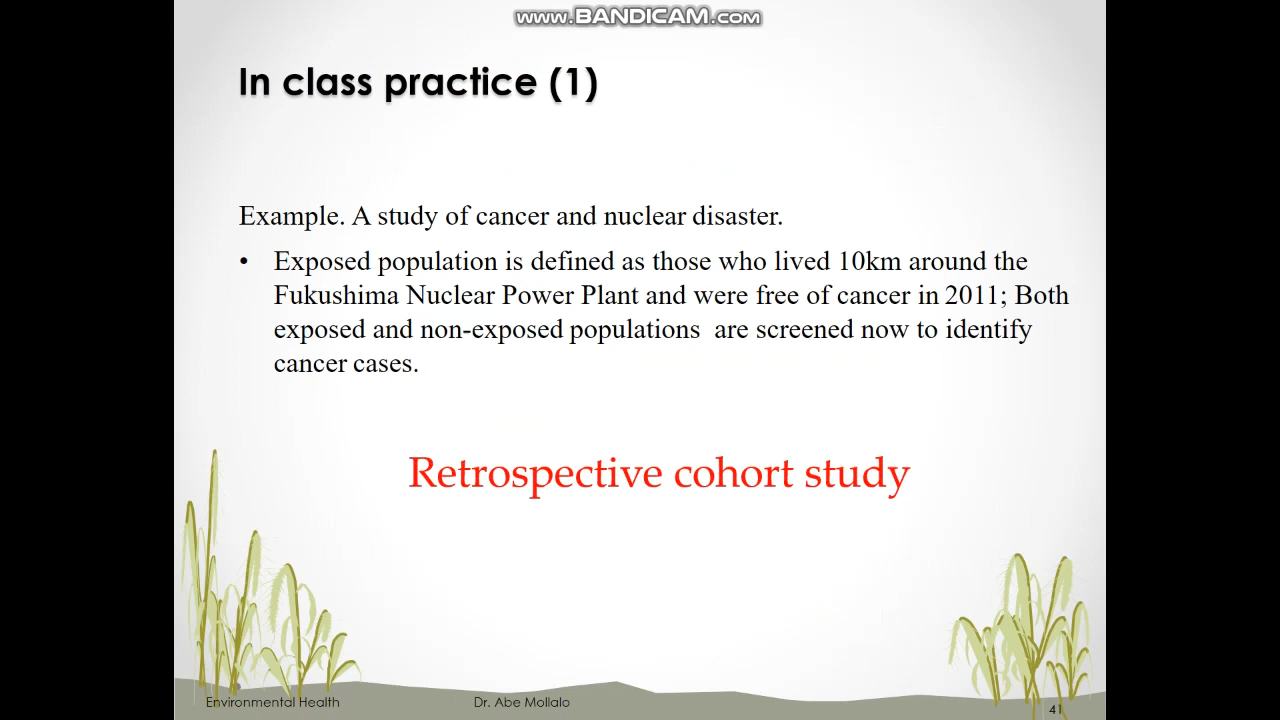 www.BANDICAM.com
In class practice (1)
Example. A study of cancer and nuclear disaster.
• Exposed population is defined as those who lived 10km around the
Fukushima Nuclear Power Plant and were free of cancer in 2011; Both
exposed and non-exposed populations are screened now to identify
cancer cases.
Retrospective cohort study
Environmental Health Dr. Abe Mollalo 41